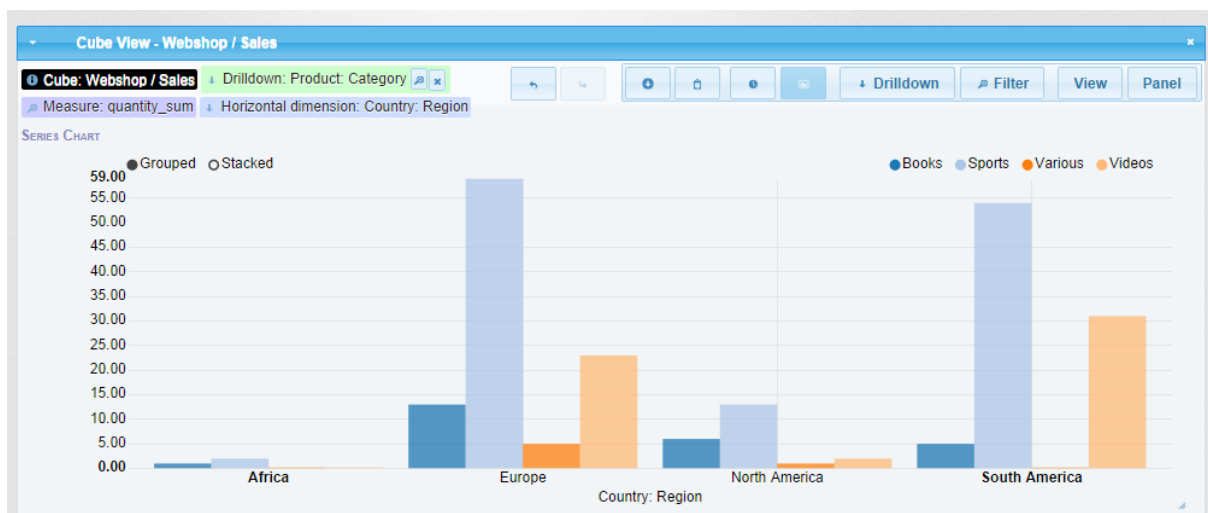 Cube View - Webshop / Sales
Cube: Webshop / Sales Drilldown: Product: Category
Drilldown Filter View Panel
Measure: quantity_sum Horizontal dimension: Country: Region
Series Chart
Grouped Stacked Books Sports Various Videos
59.00
55.00
50.00
45.00
40.00
35.00
30.00
25.00
20.00
15.00
10.00
5.00
0.00
Africa Europe North America South America
Country: Region